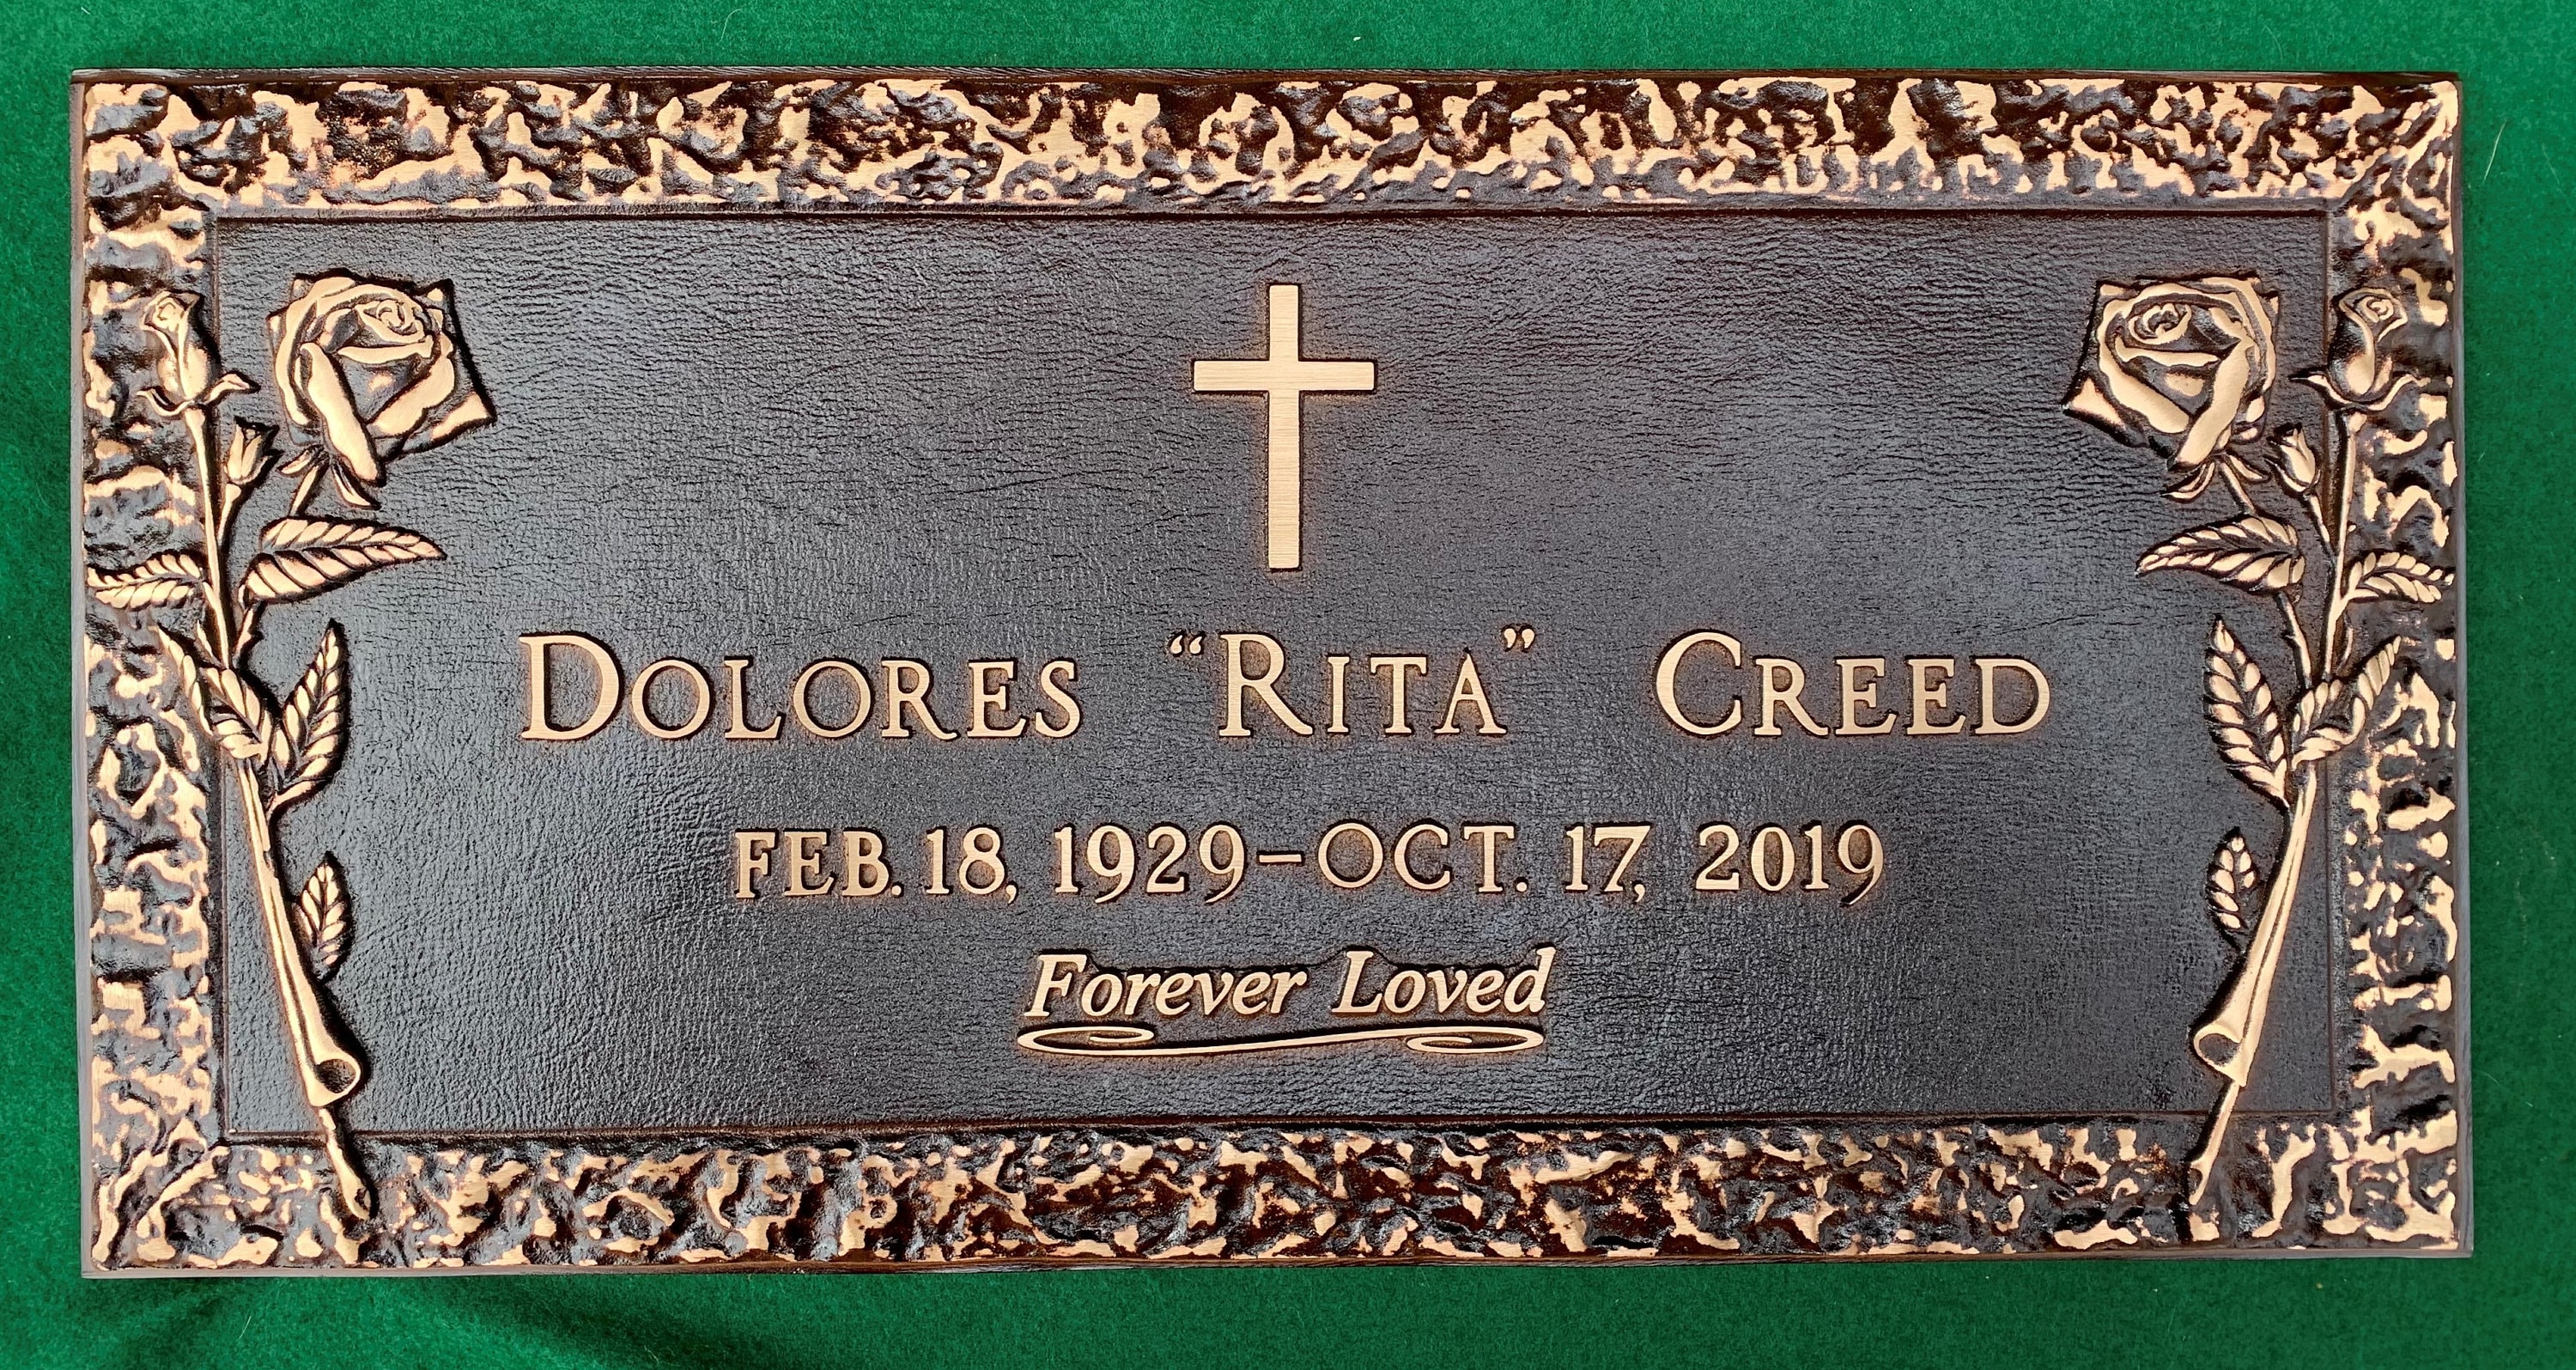 DOLORES “RITA” CREED
FEB. 18, 1929–OCT. 17, 2019
Forever Loved